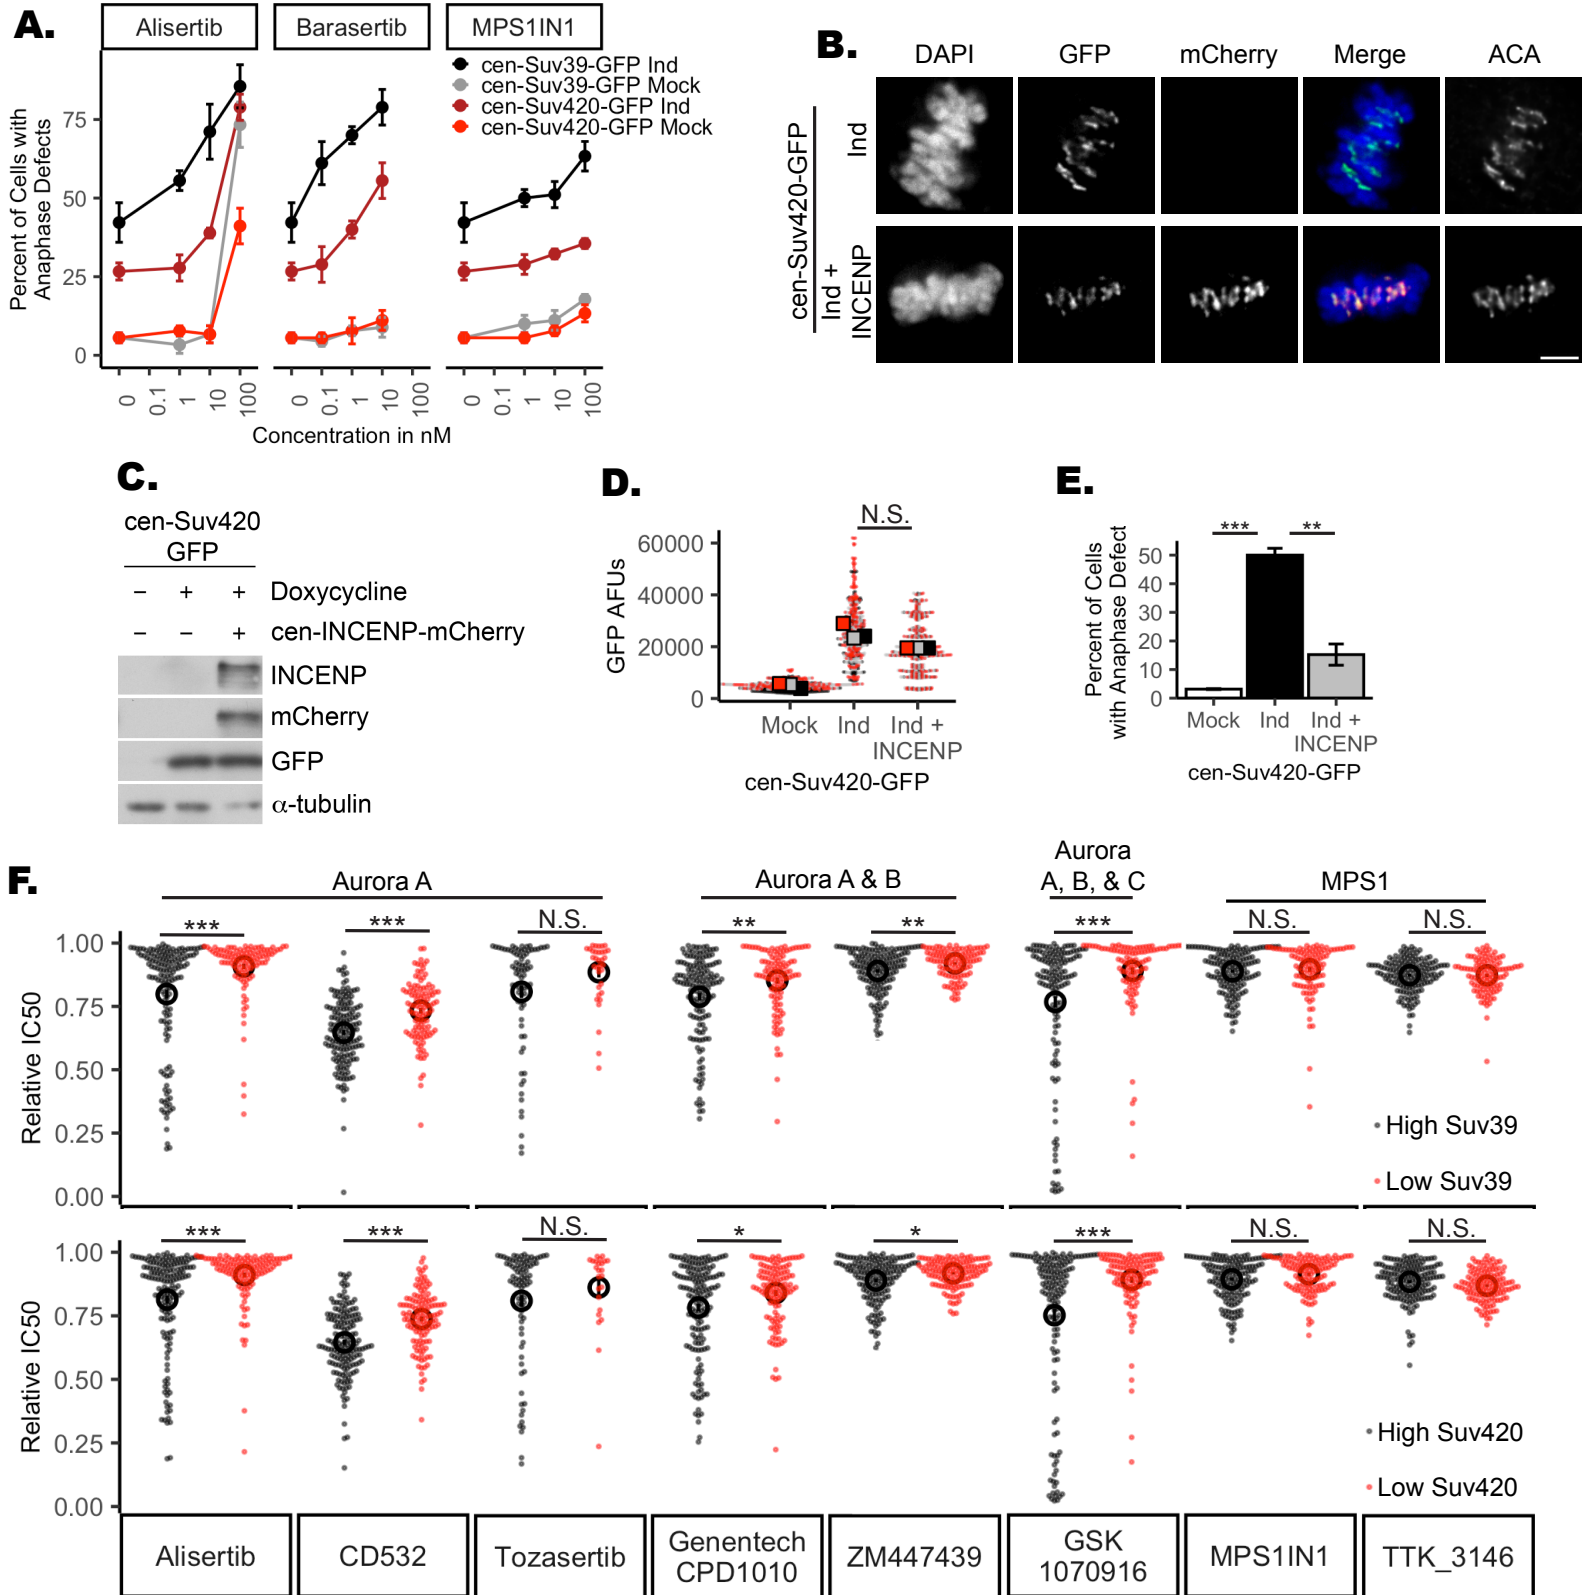 A.
Alisertib
Barasertib
MPS1IN1
cen-Suv39-GFP Ind
cen-Suv39-GFP Mock
cen-Suv420-GFP Ind
cen-Suv420-GFP Mock
Percent of Cells with
Anaphase Defects
75
50
25
0
0 0.1 1 10 100
0 0.1 1 10 100
0 0.1 1 10 100
Concentration in nM
B.
DAPI GFP mCherry Merge ACA
cen-Suv420-GFP
Ind
Ind +
INCENP
C.
cen-Suv420
GFP
− + + Doxycycline
− − + cen-INCENP-mCherry
INCENP
mCherry
GFP
α-tubulin
D.
N.S.
GFP AFUs
60000
40000
20000
0
Mock Ind Ind +
INCENP
cen-Suv420-GFP
E.
*** **
Percent of Cells
with Anaphase Defect
50
40
30
20
10
0
Mock Ind Ind +
INCENP
cen-Suv420-GFP
F.
Aurora A
Aurora A & B
Aurora
A, B, & C
MPS1
*** *** N.S. ** ** *** N.S. N.S.
Relative IC50
1.00
0.75
0.50
0.25
0.00
High Suv39
Low Suv39
*** *** N.S. * * *** N.S. N.S.
Relative IC50
1.00
0.75
0.50
0.25
0.00
High Suv420
Low Suv420
Alisertib
CD532
Tozasertib
Genentech
CPD1010
ZM447439
GSK
1070916
MPS1IN1
TTK_3146